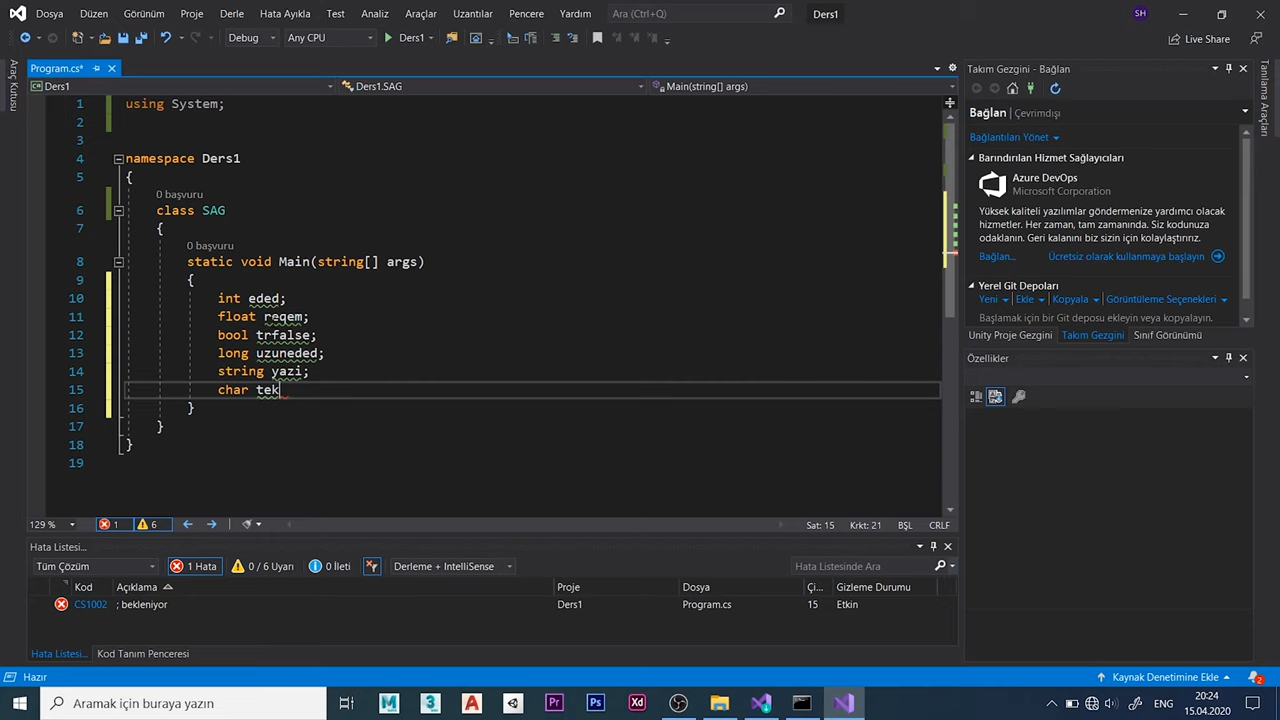 Dosya Düzen Görünüm Proje Derle Hata Ayıkla Test Analiz Araçlar Uzantılar Pencere Yardım Ara (Ctrl+Q) Ders1 SH
Debug Any CPU Ders1 Live Share
Araç Kutusu
Program.cs*
Ders1 Ders1.SAG Main(string[] args)
1 using System;
2
3
4 namespace Ders1
5 {
0 başvuru
6 class SAG
7 {
0 başvuru
8 static void Main(string[] args)
9 {
10 int eded;
11 float reqem;
12 bool trfalse;
13 long uzuneded;
14 string yazi;
15 char tek
16 }
17 }
18 }
19
129 % 1 6 Sat: 15 Krkt: 21 BŞL CRLF
Hata Listesi...
Tüm Çözüm 1 Hata 0 / 6 Uyarı 0 İleti Derleme + IntelliSense Hata Listesinde Ara
Kod Açıklama Proje Dosya Çi... Gizleme Durumu
CS1002 ; bekleniyor Ders1 Program.cs 15 Etkin
Hata Listesi... Kod Tanım Penceresi
Takım Gezgini - Bağlan
Bağlan | Çevrimdışı
Bağlantıları Yönet
Barındırılan Hizmet Sağlayıcıları
Azure DevOps
Microsoft Corporation
Yüksek kaliteli yazılımlar göndermenize yardımcı olacak
hizmetler. Her zaman, tam zamanında. Siz kodunuza
odaklanın. Geri kalanını biz sizin için kolaylaştırırız.
Bağlan... Ücretsiz olarak kullanmaya başlayın
Yerel Git Depoları
Yeni Ekle Kopyala Görüntüleme Seçenekleri
Başlamak için bir Git deposu ekleyin veya kopyalayın.
Unity Proje Gezgini Takım Gezgini Sınıf Görünümü
Özellikler
Tanılama Araçları
Hazır Kaynak Denetimine Ekle 2
Aramak için buraya yazın
Pr Ps Xd
ENG
20:24
15.04.2020
2